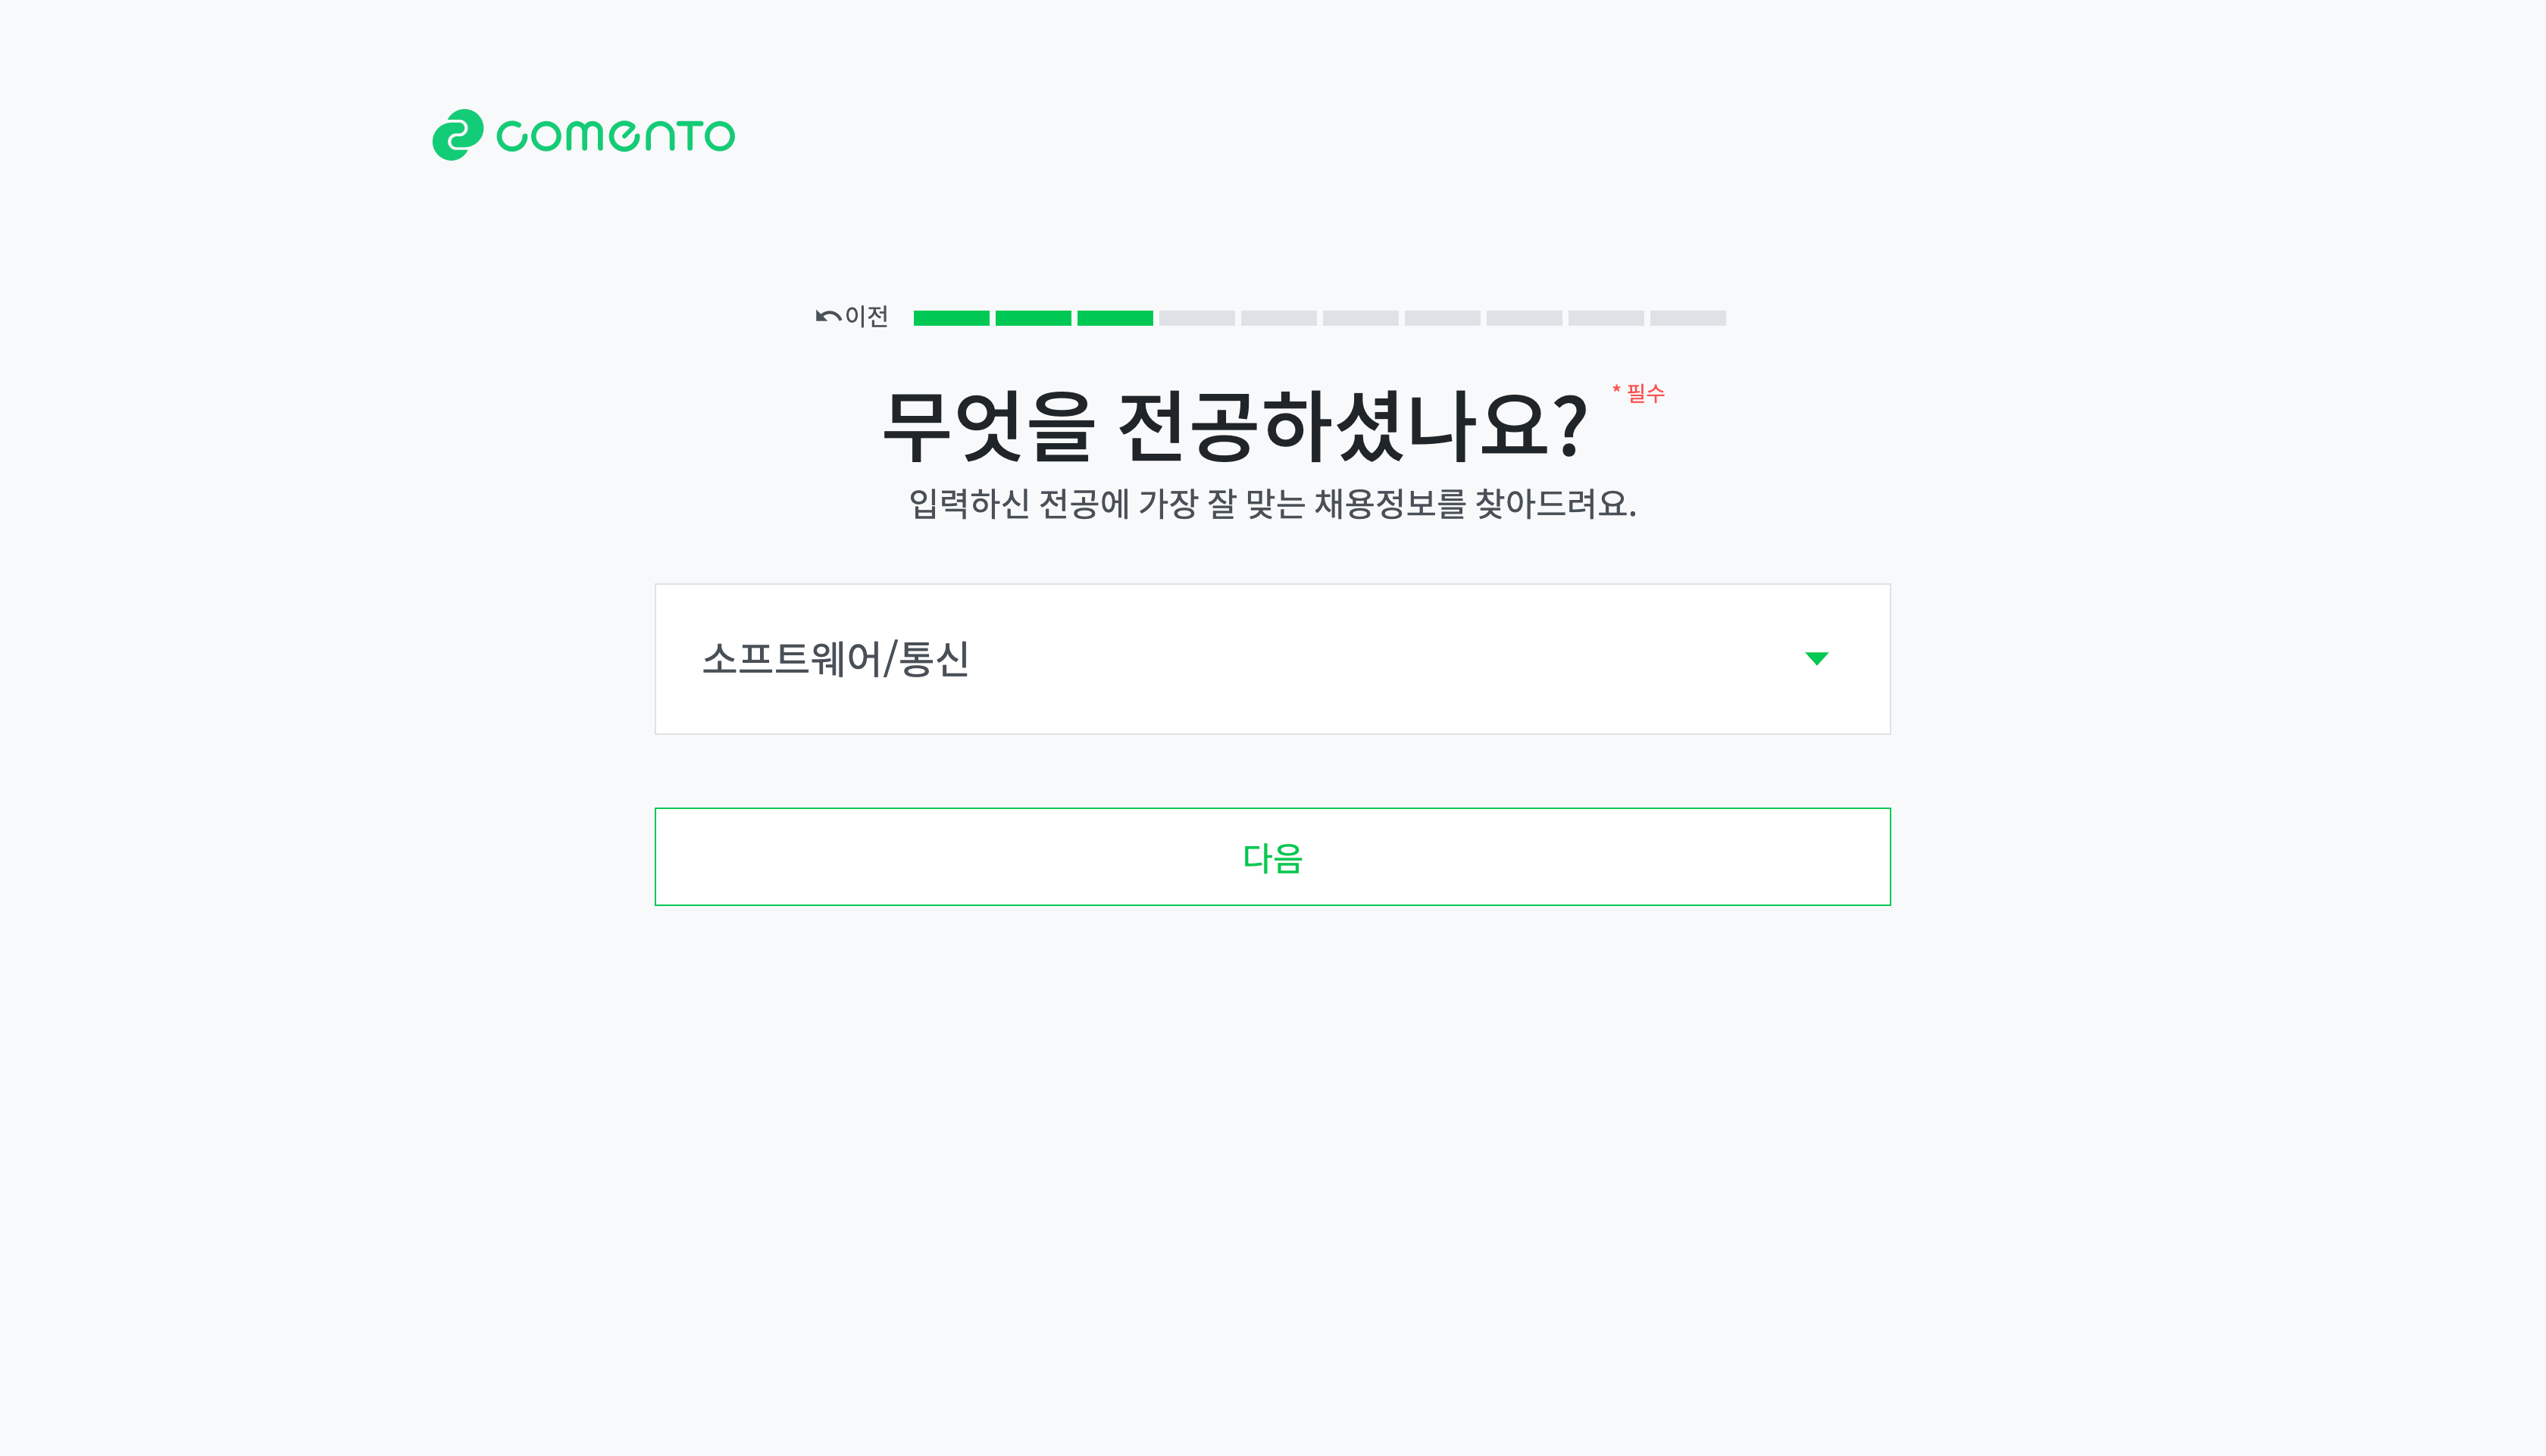 comento
이전
무엇을 전공하셨나요? * 필수
입력하신 전공에 가장 잘 맞는 채용정보를 찾아드려요.
소프트웨어/통신
다음